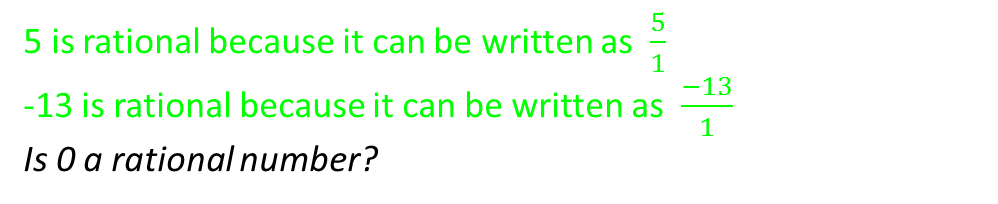 5 is rational because it can be written as 5/1
-13 is rational because it can be written as -13/1
Is 0 a rational number?